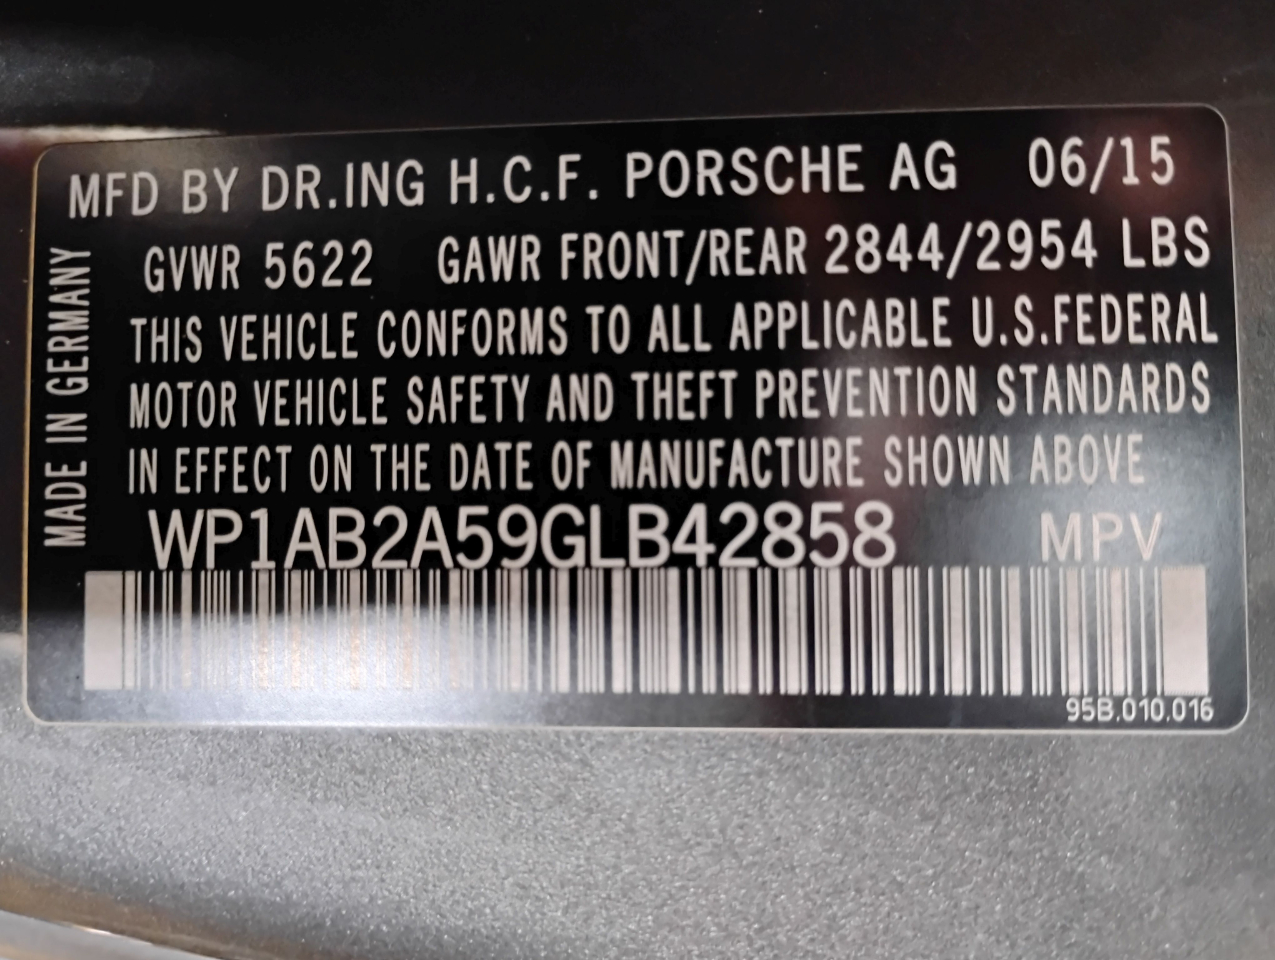 MFD BY DR.ING H.C.F. PORSCHE AG 06/15
GVWR 5622 GAWR FRONT/REAR 2844/2954 LBS
THIS VEHICLE CONFORMS TO ALL APPLICABLE U.S.FEDERAL
MOTOR VEHICLE SAFETY AND THEFT PREVENTION STANDARDS
IN EFFECT ON THE DATE OF MANUFACTURE SHOWN ABOVE
WP1AB2A59GLB42858 MPV
95B.010.016
MADE IN GERMANY